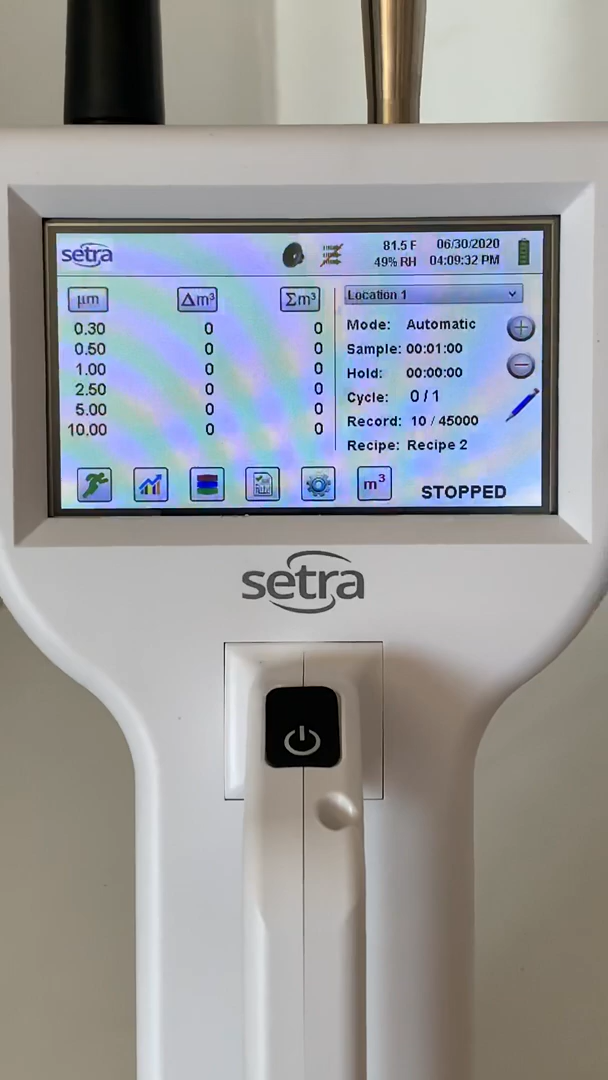 setra
81.5 F 06/30/2020
49% RH 04:09:32 PM
µm Δm³ Σm³
0.30 0 0
0.50 0 0
1.00 0 0
2.50 0 0
5.00 0 0
10.00 0 0
Location 1
Mode: Automatic
Sample: 00:01:00
Hold: 00:00:00
Cycle: 0 / 1
Record: 10 / 45000
Recipe: Recipe 2
m³ STOPPED
setra